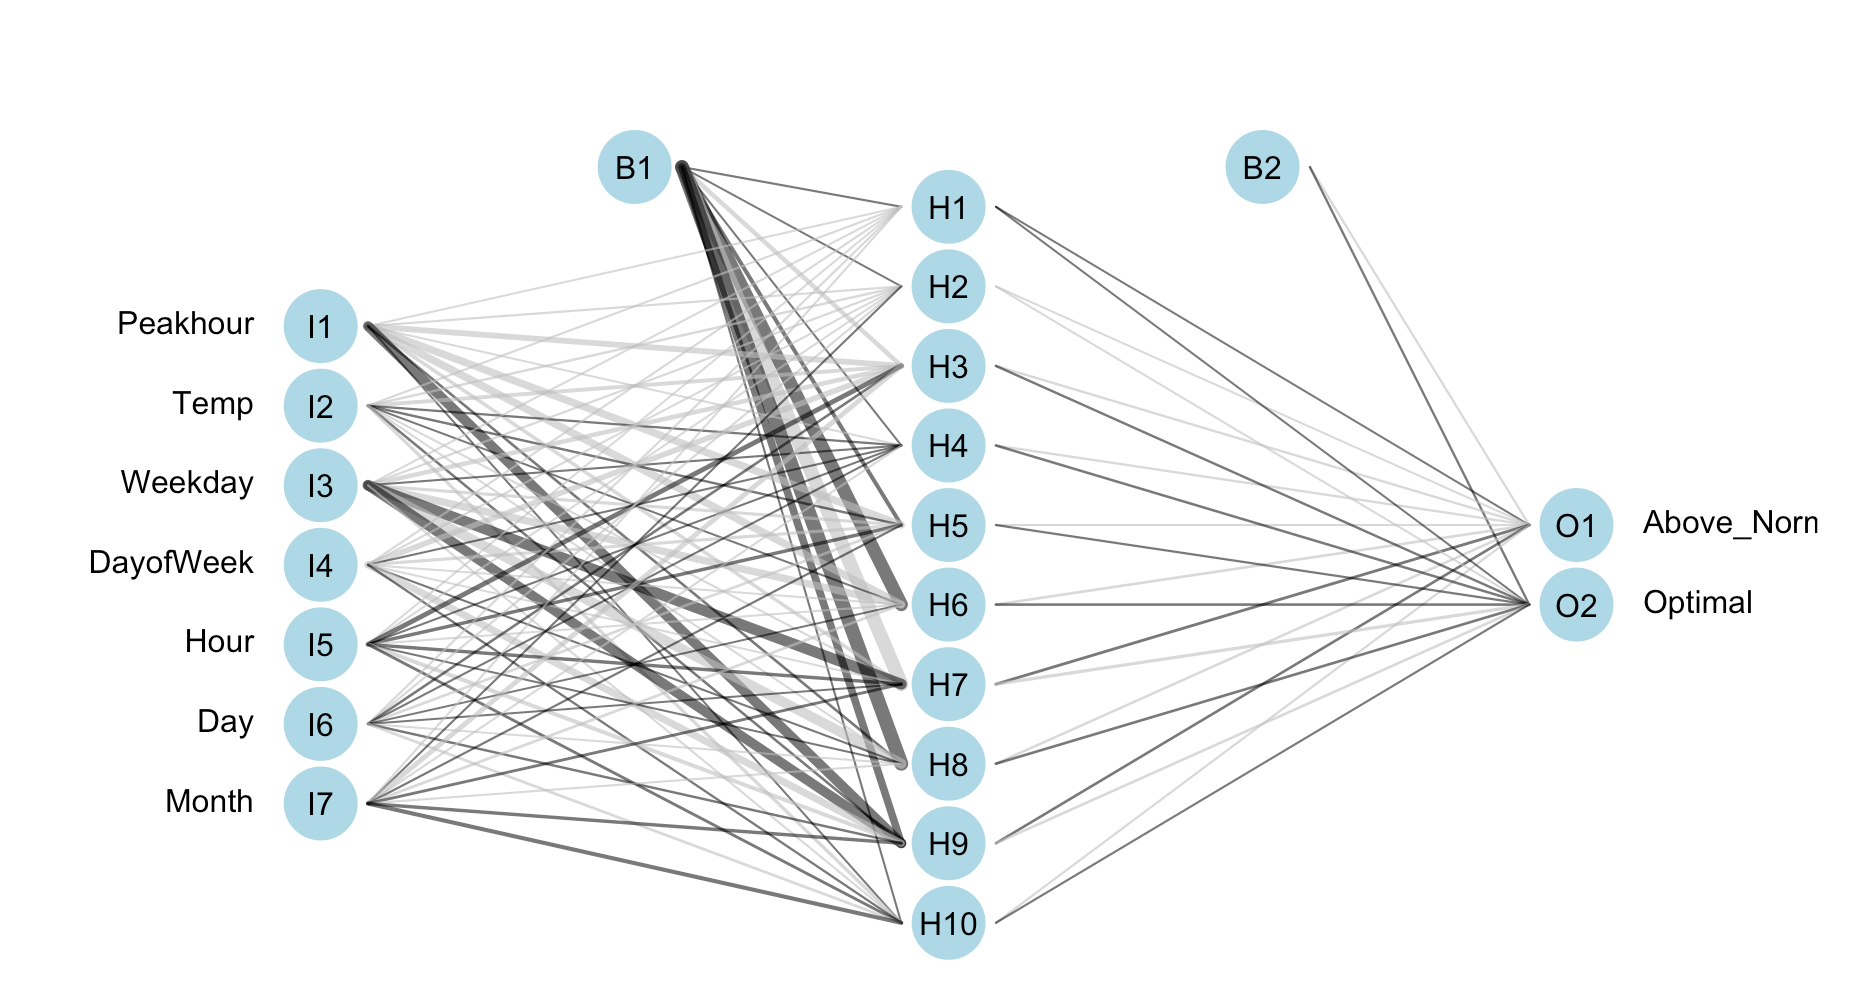 B1
B2
H1
H2
Peakhour I1
H3
Temp I2
H4
Weekday I3
H5
O1 Above_Norn
DayofWeek I4
H6
O2 Optimal
Hour I5
H7
Day I6
H8
Month I7
H9
H10